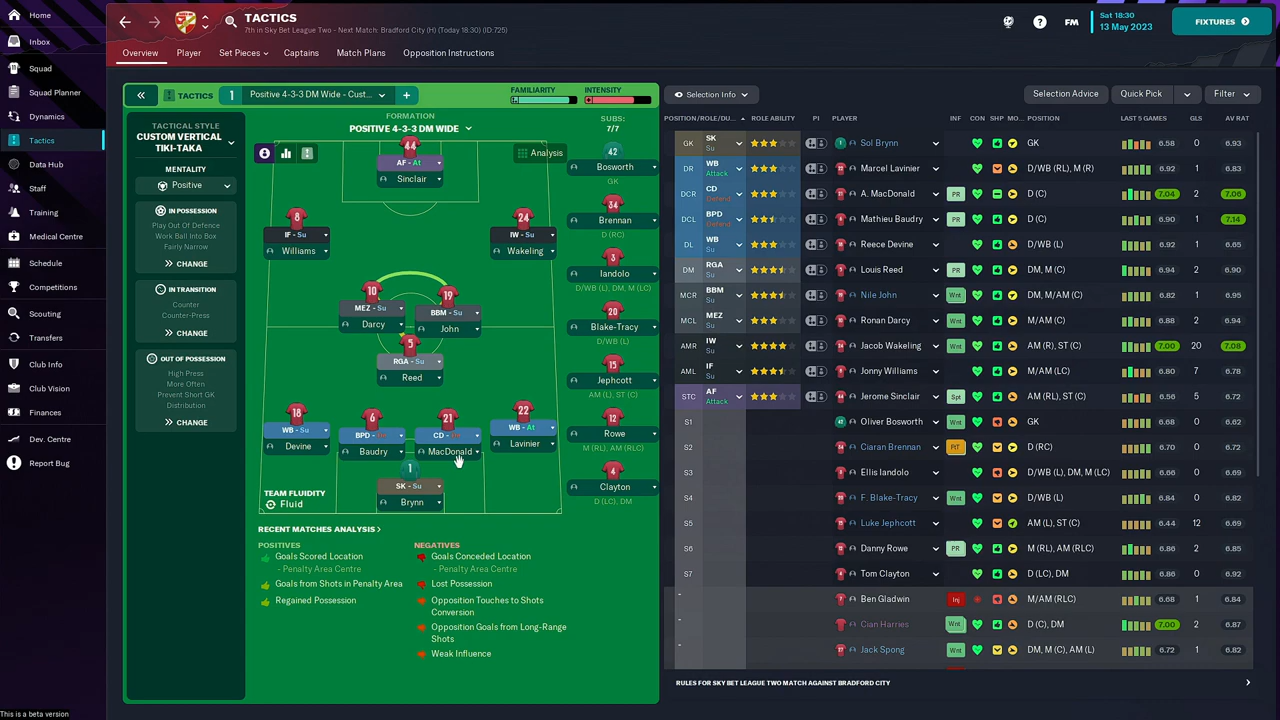 Home
Inbox
Squad
Squad Planner
Dynamics
Tactics
Data Hub
Staff
Training
Medical Centre
Schedule
Competitions
Scouting
Transfers
Club Info
Club Vision
Finances
Dev. Centre
Report Bug
This is a beta version
TACTICS
7th in Sky Bet League Two - Next Match: Bradford City (H) (Today 18.30) (ID:725)
FM
Sat 18:30
13 May 2023
FIXTURES
Overview Player Set Pieces Captains Match Plans Opposition Instructions
TACTICS 1 Positive 4-3-3 DM Wide - Cust...
FAMILIARITY INTENSITY
TACTICAL STYLE
CUSTOM VERTICAL
TIKI-TAKA
MENTALITY
Positive
IN POSSESSION
Play Out Of Defence
Work Ball Into Box
Fairly Narrow
CHANGE
IN TRANSITION
Counter
Counter-Press
CHANGE
OUT OF POSSESSION
High Press
More Often
Prevent Short GK
Distribution
CHANGE
FORMATION
POSITIVE 4-3-3 DM WIDE
Analysis
44
AF - At
Sinclair
8
IF - Su
Williams
24
IW - Su
Wakeling
10
MEZ - Su
Darcy
19
BBM - Su
John
5
RGA - Su
Reed
18
WB - Su
Devine
6
BPD - De
Baudry
21
CD - De
MacDonald
22
WB - At
Lavinier
1
SK - Su
Brynn
TEAM FLUIDITY
Fluid
SUBS:
7/7
42
Bosworth
GK
34
Brennan
D (RC)
3
Iandolo
D/WB (L), DM, M (LC)
20
Blake-Tracy
D/WB (L)
15
Jephcott
AM (L), ST (C)
12
Rowe
M (RL), AM (RLC)
4
Clayton
D (LC), DM
RECENT MATCHES ANALYSIS
POSITIVES
Goals Scored Location
- Penalty Area Centre
Goals from Shots in Penalty Area
Regained Possession
NEGATIVES
Goals Conceded Location
- Penalty Area Centre
Lost Possession
Opposition Touches to Shots
Conversion
Opposition Goals from Long-Range
Shots
Weak Influence
Selection Info Selection Advice Quick Pick Filter
POSITION/ROLE/DU... ROLE ABILITY PI PLAYER INF CON SHP MO... POSITION LAST 5 GAMES GLS AV RAT
GK SK Su Sol Brynn GK 6.58 0 6.93
DR WB Attack Marcel Lavinier D/WB (RL), M (R) 6.92 1 6.83
DCR CD Defend A. MacDonald PR D (C) 7.04 2 7.06
DCL BPD Defend Mathieu Baudry PR D (C) 6.90 1 7.14
DL WB Su Reece Devine D/WB (L) 6.92 1 6.65
DM RGA Su Louis Reed PR DM, M (C) 6.94 2 6.90
MCR BBM Su Nile John Wnt DM, M/AM (C) 6.82 1 6.95
MCL MEZ Su Ronan Darcy Wnt M/AM (C) 6.88 2 6.94
AMR IW Su Jacob Wakeling Wnt AM (R), ST (C) 7.00 20 7.08
AML IF Su Jonny Williams M/AM (LC) 6.80 7 6.78
STC AF Attack Jerome Sinclair Spt AM (RL), ST (C) 6.56 5 6.72
S1 Oliver Bosworth Wnt GK 6.68 0 6.62
S2 Ciaran Brennan PIT D (RC) 6.72 0 6.92
S3 Ellis Iandolo D/WB (L), DM, M (LC) 6.66 0 6.82
S4 F. Blake-Tracy Wnt D/WB (L) 6.84 0 6.82
S5 Luke Jephcott AM (L), ST (C) 6.44 12 6.69
S6 Danny Rowe PR M (RL), AM (RLC) 6.86 2 6.85
S7 Tom Clayton D (LC), DM 6.86 0 6.92
- Ben Gladwin Inj M/AM (RLC) 6.68 1 6.84
- Cian Harries Wnt D (C), DM 7.00 2 6.87
- Jack Spong Wnt DM, M (C), AM (L) 6.72 1 6.82
RULES FOR SKY BET LEAGUE TWO MATCH AGAINST BRADFORD CITY